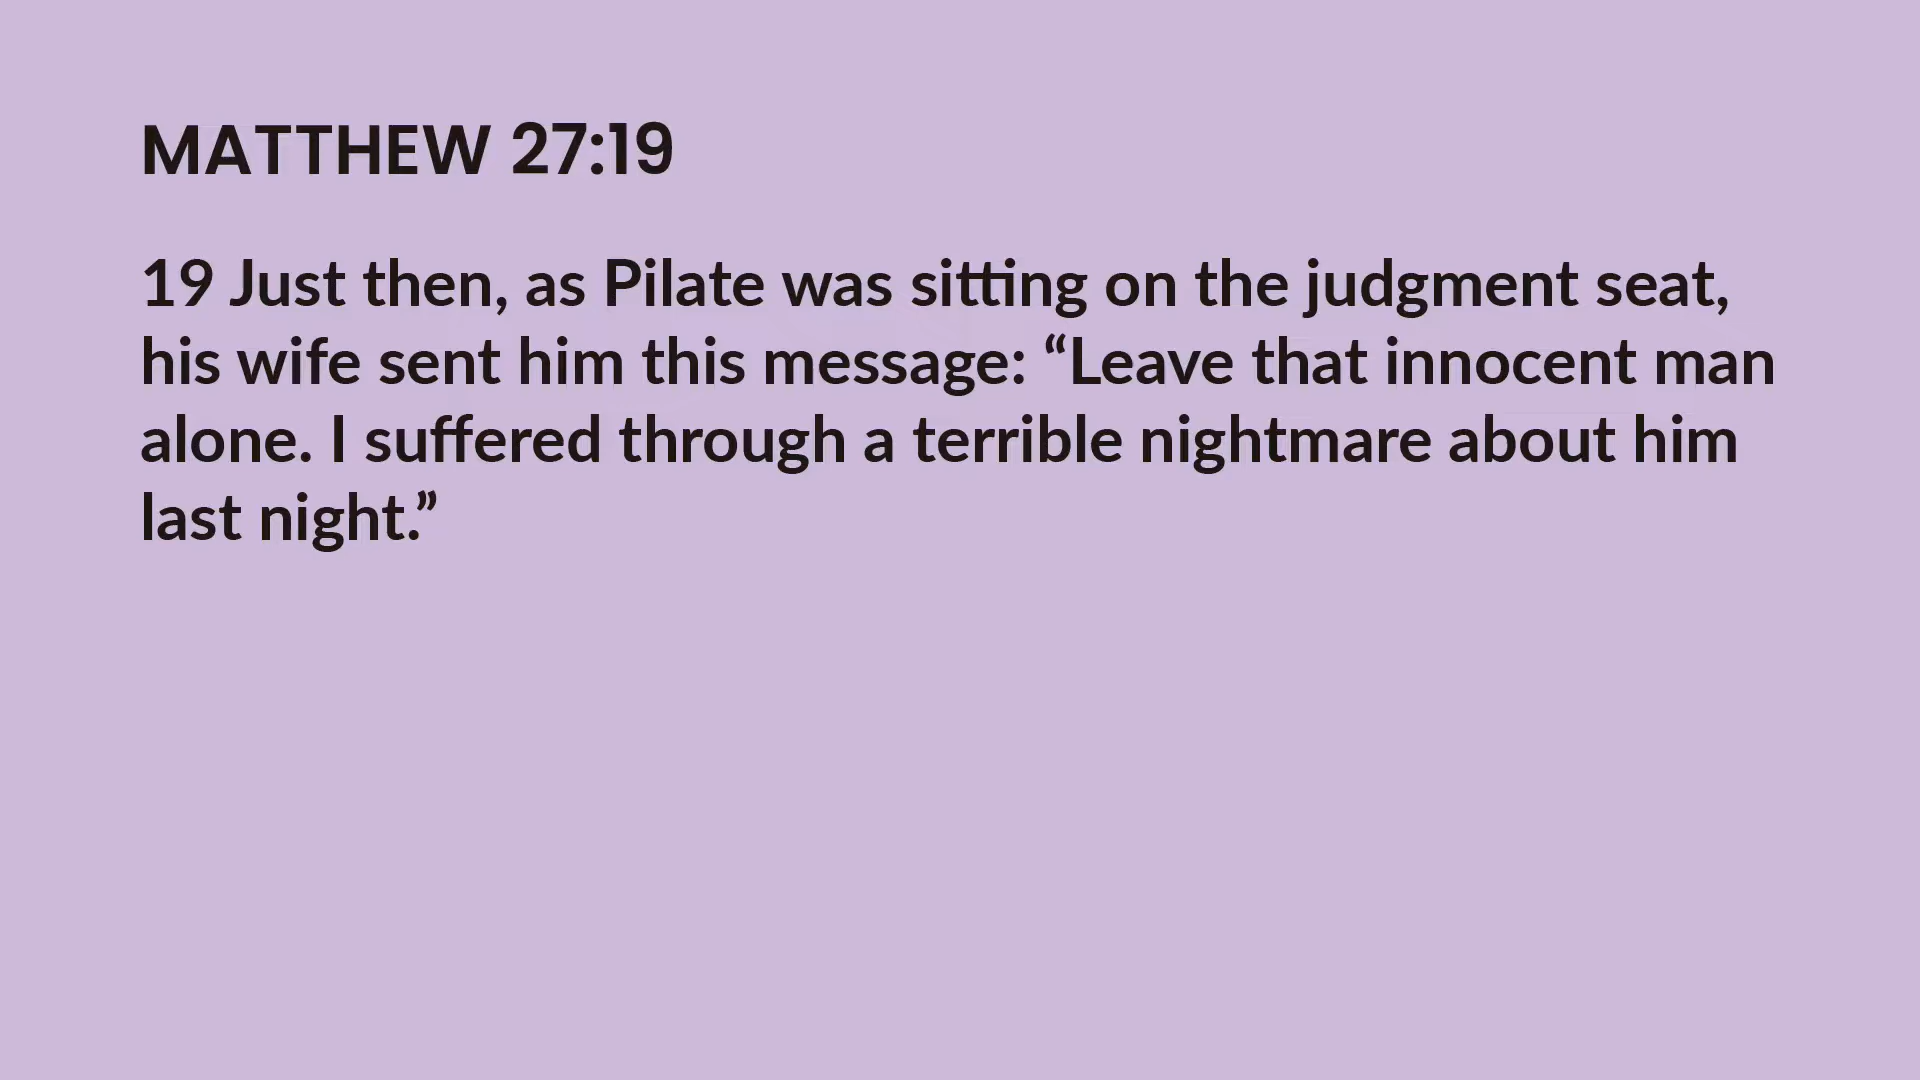 MATTHEW 27:19
19 Just then, as Pilate was sitting on the judgment seat,
his wife sent him this message: “Leave that innocent man
alone. I suffered through a terrible nightmare about him
last night.”